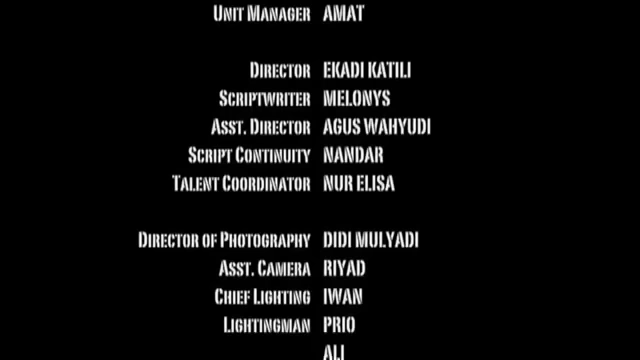 UNIT MANAGER AMAT
DIRECTOR EKADI KATILI
SCRIPTWRITER MELONYS
ASST. DIRECTOR AGUS WAHYUDI
SCRIPT CONTINUITY NANDAR
TALENT COORDINATOR NUR ELISA
DIRECTOR OF PHOTOGRAPHY DIDI MULYADI
ASST. CAMERA RIYAD
CHIEF LIGHTING IWAN
LIGHTINGMAN PRIO
ALI